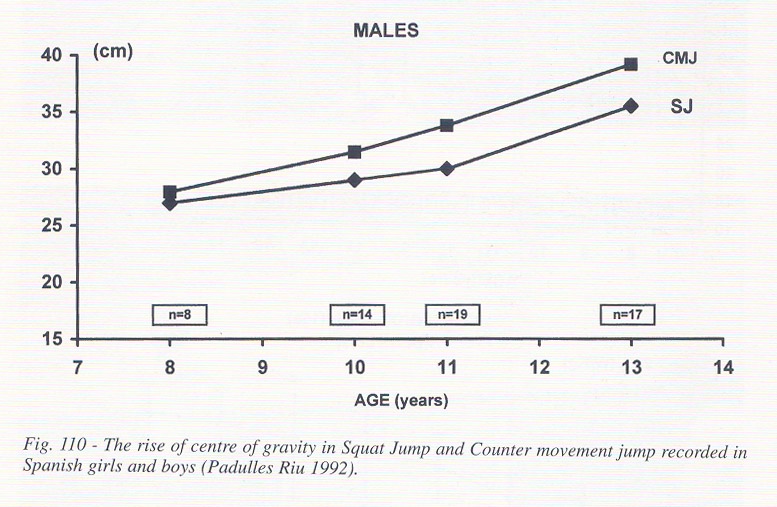 MALES
(cm)
40
35
30
25
20
15
CMJ
SJ
n=8
n=14
n=19
n=17
7 8 9 10 11 12 13 14
AGE (years)
Fig. 110 - The rise of centre of gravity in Squat Jump and Counter movement jump recorded in
Spanish girls and boys (Padulles Riu 1992).